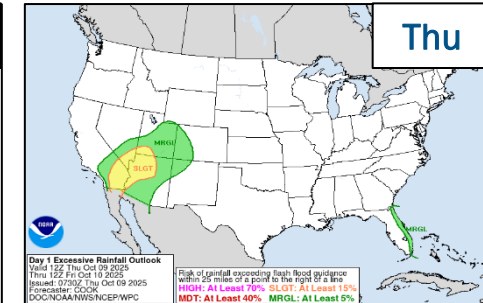 Thu
MRGL
SLGT
MRGL
NOAA
Day 1 Excessive Rainfall Outlook
Valid 12Z Thu Oct 09 2025
Thru 12Z Fri Oct 10 2025
Issued: 0730Z Thu Oct 09 2025
Forecaster: COOK
DOC/NOAA/NWS/NCEP/WPC
Risk of rainfall exceeding flash flood guidance
within 25 miles of a point to the right of a line
HIGH: At Least 70% SLGT: At Least 15%
MDT: At Least 40% MRGL: At Least 5%